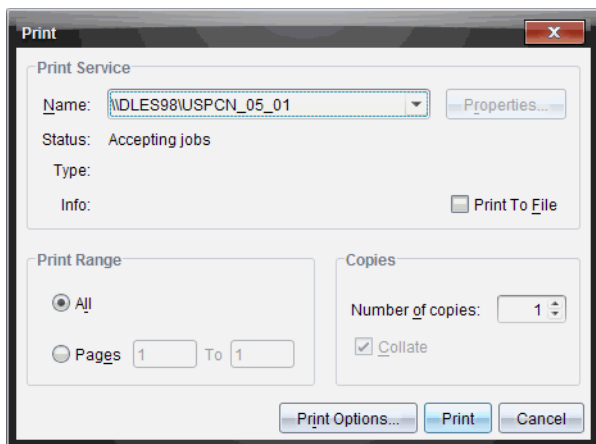 Print
Print Service
Name: \\DLES98\USPCN_05_01 Properties...
Status: Accepting jobs
Type:
Info: Print To File
Print Range
All
Pages 1 To 1
Copies
Number of copies: 1
Collate
Print Options... Print Cancel